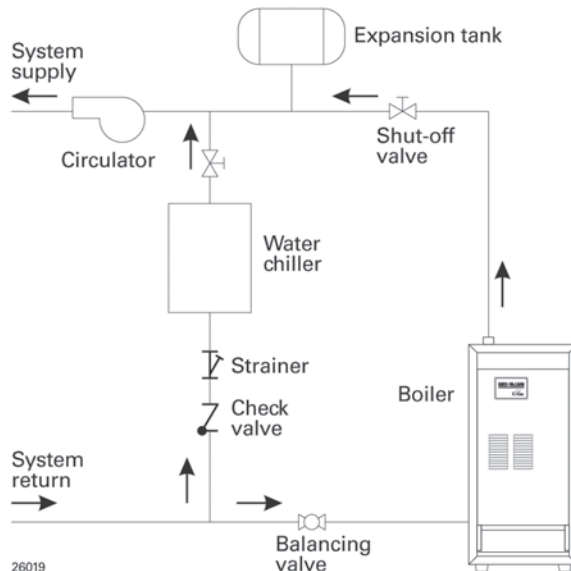 Expansion tank
System
supply
Circulator
Shut-off
valve
Water
chiller
Strainer
Boiler
Check
valve
System
return
Balancing
valve
26019